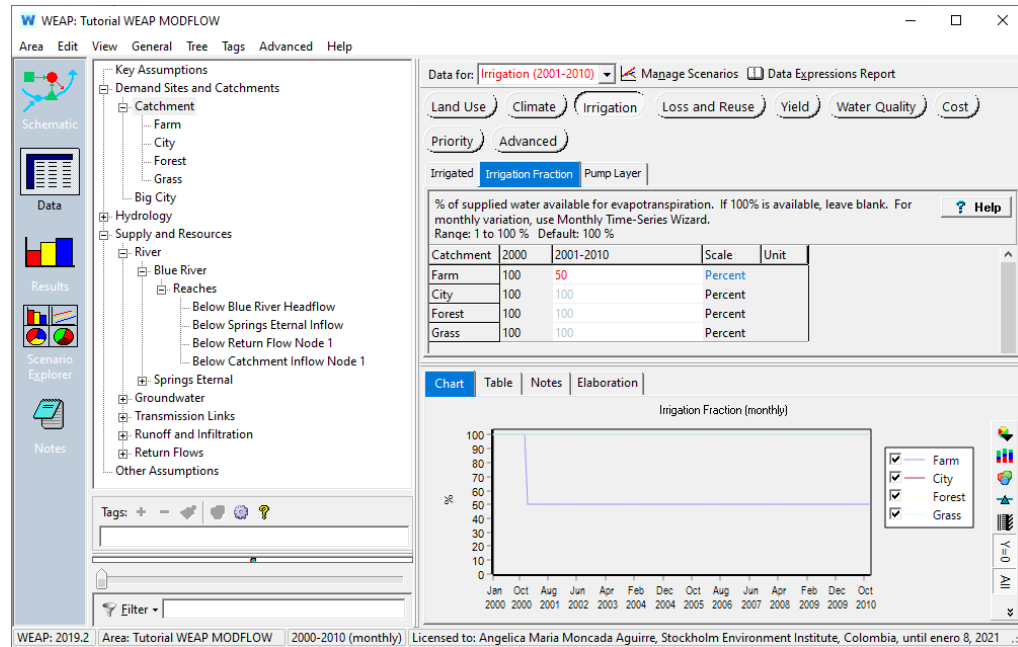 WEAP: Tutorial WEAP MODFLOW
Area Edit View General Tree Tags Advanced Help
Schematic
Data
Results
Scenario
Explorer
Notes
Key Assumptions
Demand Sites and Catchments
Catchment
Farm
City
Forest
Grass
Big City
Hydrology
Supply and Resources
River
Blue River
Reaches
Below Blue River Headflow
Below Springs Eternal Inflow
Below Return Flow Node 1
Below Catchment Inflow Node 1
Springs Eternal
Groundwater
Transmission Links
Runoff and Infiltration
Return Flows
Other Assumptions
Tags:
Filter
Data for: Irrigation (2001-2010) Manage Scenarios Data Expressions Report
Land Use Climate Irrigation Loss and Reuse Yield Water Quality Cost
Priority Advanced
Irrigated Irrigation Fraction Pump Layer
% of supplied water available for evapotranspiration. If 100% is available, leave blank. For
monthly variation, use Monthly Time-Series Wizard.
Range: 1 to 100 % Default: 100 %
? Help
Catchment 2000 2001-2010 Scale Unit
Farm 100 50 Percent
City 100 100 Percent
Forest 100 100 Percent
Grass 100 100 Percent
Chart Table Notes Elaboration
Irrigation Fraction (monthly)
%
100
90
80
70
60
50
40
30
20
10
0
Jan Oct Aug Jun Apr Feb Dec Oct Aug Jun Apr Feb Dec Oct
2000 2000 2001 2002 2003 2004 2004 2005 2006 2007 2008 2009 2009 2010
Farm
City
Forest
Grass
Y=0
All
WEAP: 2019.2 Area: Tutorial WEAP MODFLOW 2000-2010 (monthly) Licensed to: Angelica Maria Moncada Aguirre, Stockholm Environment Institute, Colombia, until enero 8, 2021